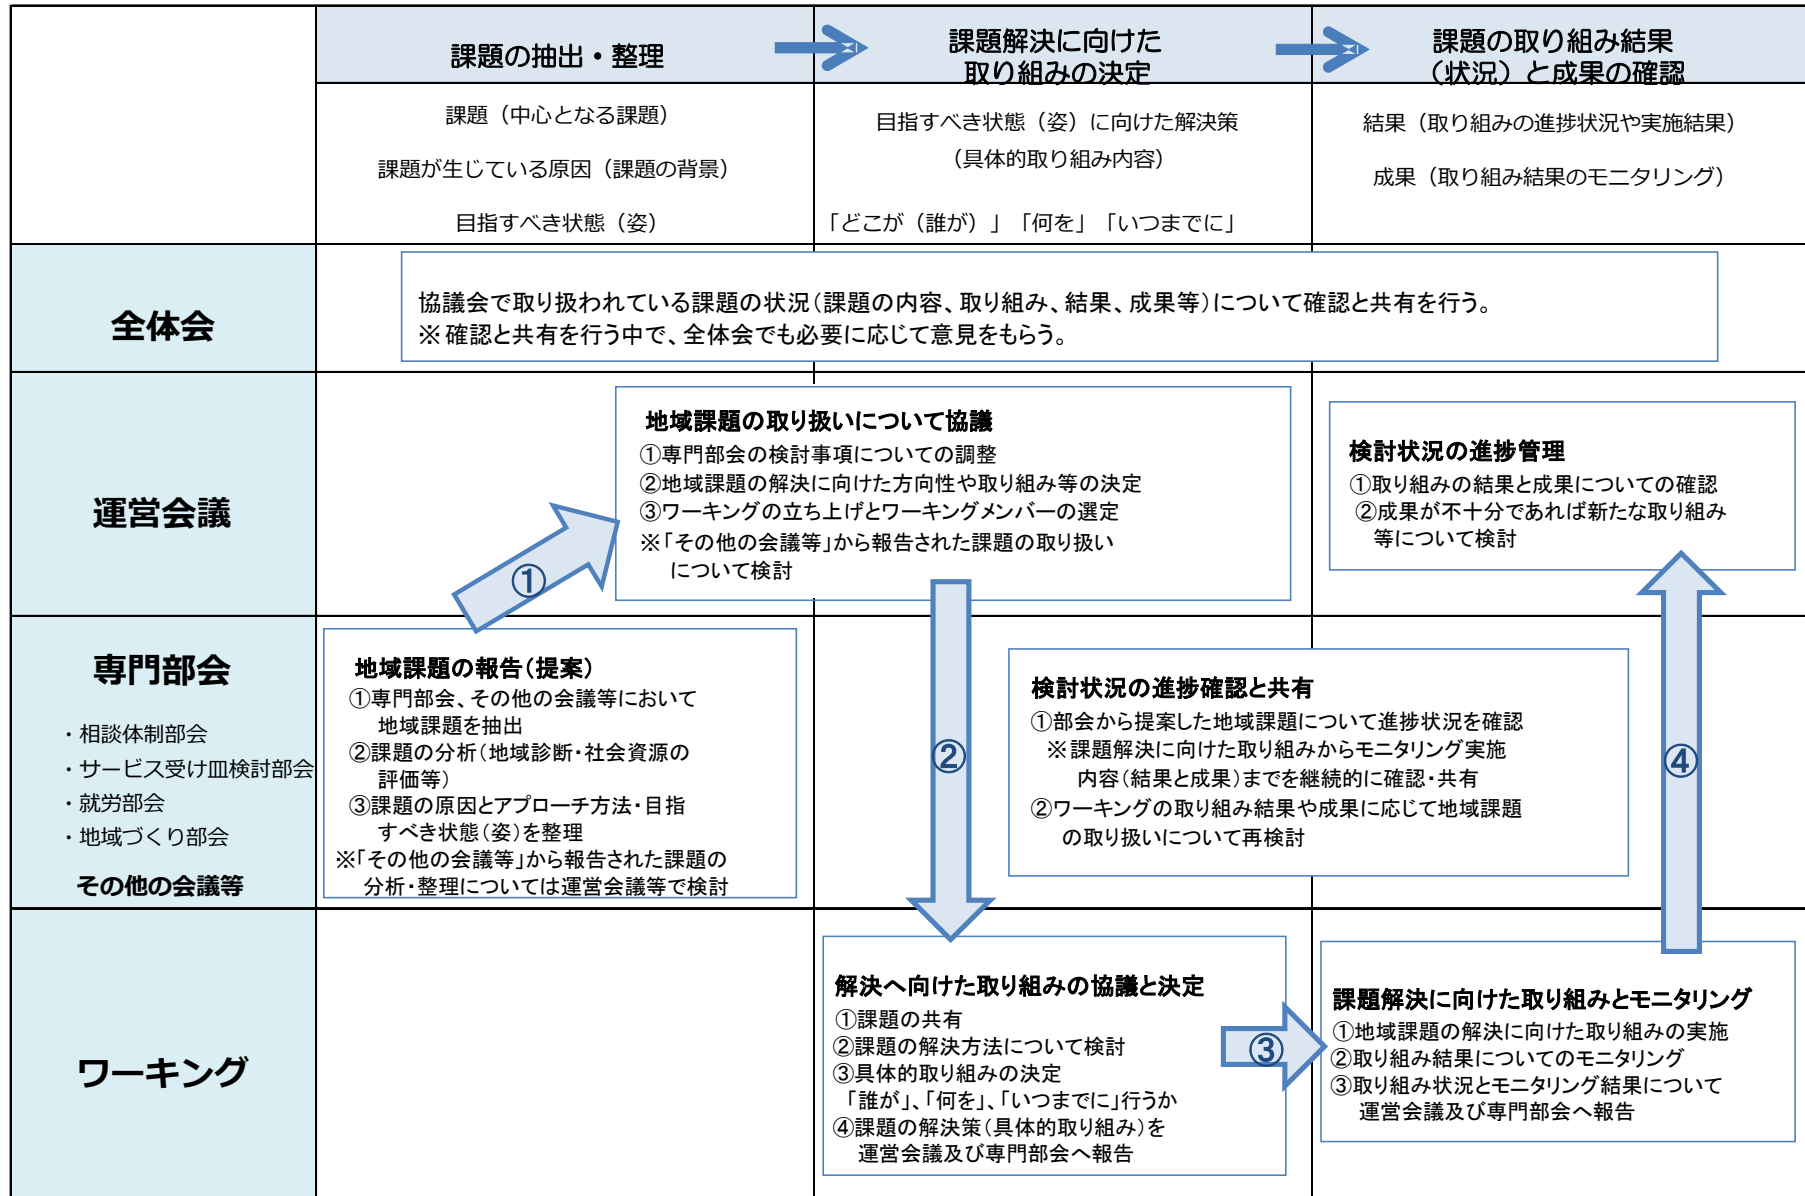 課題の抽出・整理
課題解決に向けた
取り組みの決定
課題の取り組み結果
（状況）と成果の確認
課題（中心となる課題）
課題が生じている原因（課題の背景）
目指すべき状態（姿）
目指すべき状態（姿）に向けた解決策
（具体的取り組み内容）
「どこが（誰が）」「何を」「いつまでに」
結果（取り組みの進捗状況や実施結果）
成果（取り組み結果のモニタリング）
全体会
協議会で取り扱われている課題の状況（課題の内容、取り組み、結果、成果等）について確認と共有を行う。
※確認と共有を行う中で、全体会でも必要に応じて意見をもらう。
運営会議
地域課題の取り扱いについて協議
①専門部会の検討事項についての調整
②地域課題の解決に向けた方向性や取り組み等の決定
③ワーキングの立ち上げとワーキングメンバーの選定
※「その他の会議等」から報告された課題の取り扱い
について検討
検討状況の進捗管理
①取り組みの結果と成果についての確認
②成果が不十分であれば新たな取り組み
等について検討
①
専門部会
・相談体制部会
・サービス受け皿検討部会
・就労部会
・地域づくり部会
その他の会議等
地域課題の報告（提案）
①専門部会、その他の会議等において
地域課題を抽出
②課題の分析（地域診断・社会資源の
評価等）
③課題の原因とアプローチ方法・目指
すべき状態（姿）を整理
※「その他の会議等」から報告された課題の
分析・整理については運営会議等で検討
②
検討状況の進捗確認と共有
①部会から提案した地域課題について進捗状況を確認
※課題解決に向けた取り組みからモニタリング実施
内容（結果と成果）までを継続的に確認・共有
②ワーキングの取り組み結果や成果に応じて地域課題
の取り扱いについて再検討
④
ワーキング
解決へ向けた取り組みの協議と決定
①課題の共有
②課題の解決方法について検討
③具体的取り組みの決定
「誰が」、「何を」、「いつまでに」行うか
④課題の解決策（具体的取り組み）を
運営会議及び専門部会へ報告
③
課題解決に向けた取り組みとモニタリング
①地域課題の解決に向けた取り組みの実施
②取り組み結果についてのモニタリング
③取り組み状況とモニタリング結果について
運営会議及び専門部会へ報告